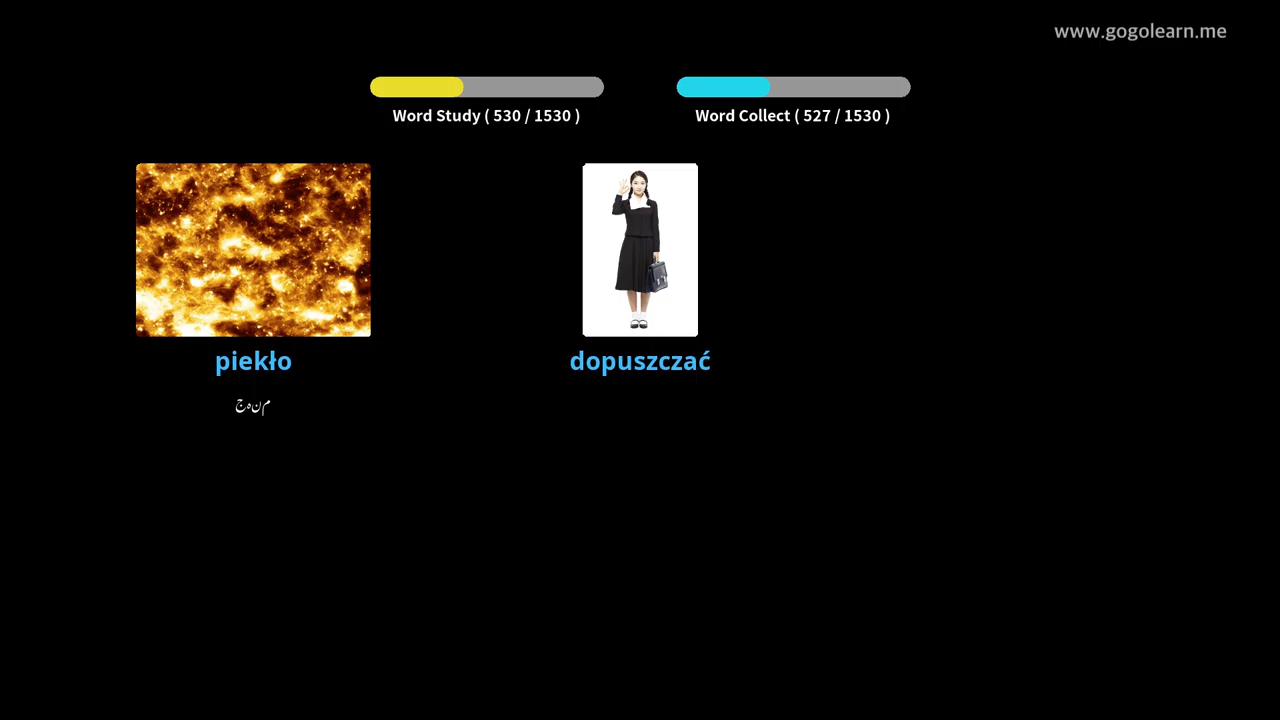 www.gogolearn.me
Word Study ( 530 / 1530 )
Word Collect ( 527 / 1530 )
piekło
dopuszczać
جہنم